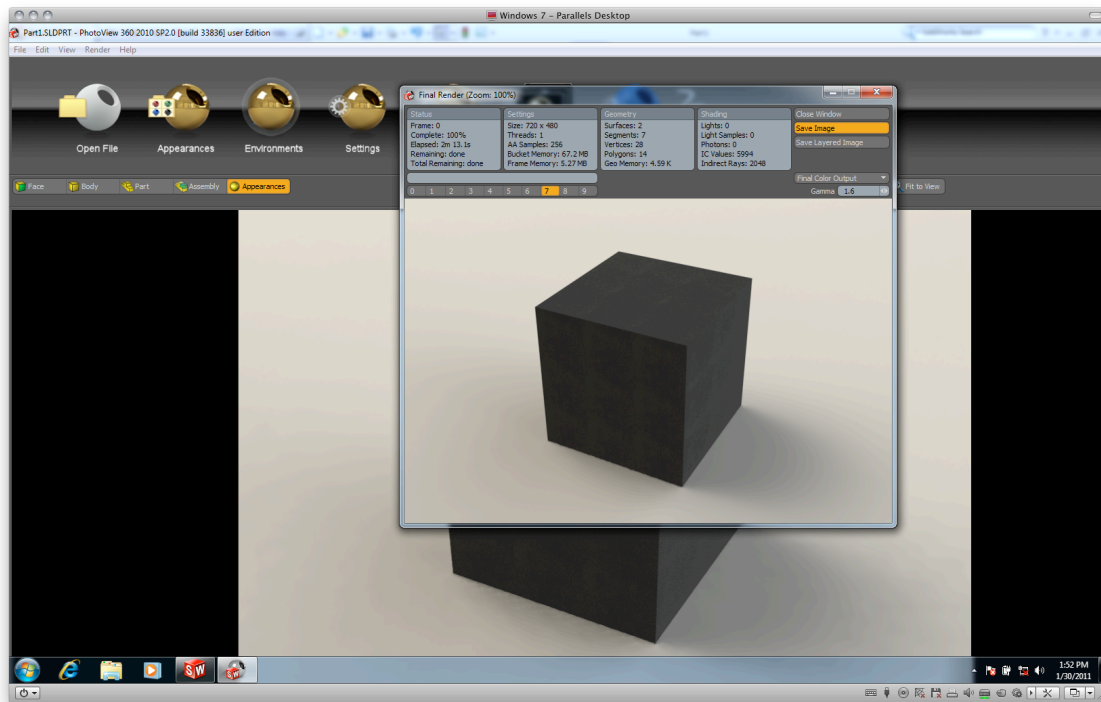 Windows 7 - Parallels Desktop
Part1.SLDPRT - PhotoView 360 2010 SP2.0 [build 33836] user Edition
File Edit View Render Help
Open File
Appearances
Environments
Settings
Face
Body
Part
Assembly
Appearances
Fit to View
Final Render (Zoom: 100%)
Status
Frame: 0
Complete: 100%
Elapsed: 2m 13.1s
Remaining: done
Total Remaining: done
Settings
Size: 720 x 480
Threads: 1
AA Samples: 256
Bucket Memory: 67.2 MB
Frame Memory: 5.27 MB
Geometry
Surfaces: 2
Segments: 7
Vertices: 28
Polygons: 14
Geo Memory: 4.59 K
Shading
Lights: 0
Light Samples: 0
Photons: 0
IC Values: 5994
Indirect Rays: 2048
Close Window
Save Image
Save Layered Image
Final Color Output
Gamma 1.6
0 1 2 3 4 5 6 7 8 9
SW
1:52 PM
1/30/2011